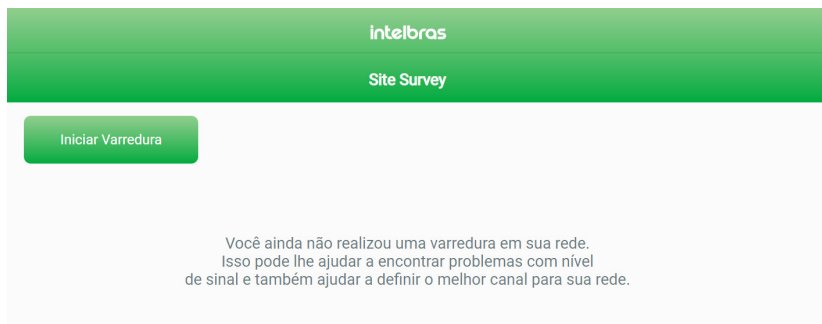 intelbras
Site Survey
Iniciar Varredura
Você ainda não realizou uma varredura em sua rede.
Isso pode lhe ajudar a encontrar problemas com nível
de sinal e também ajudar a definir o melhor canal para sua rede.